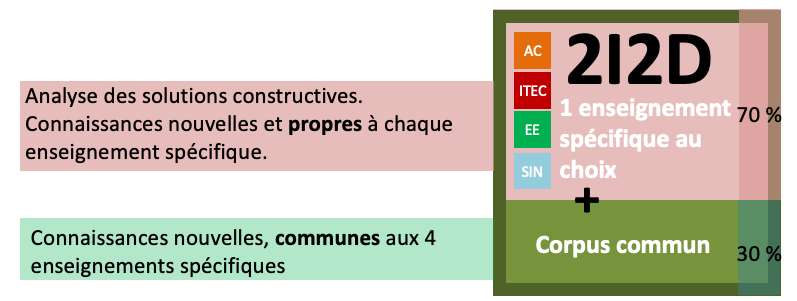 Analyse des solutions constructives.
Connaissances nouvelles et propres à chaque
enseignement spécifique.
Connaissances nouvelles, communes aux 4
enseignements spécifiques
AC
ITEC
EE
SIN
2I2D
1 enseignement
spécifique au
choix
+
Corpus commun
70 %
30 %